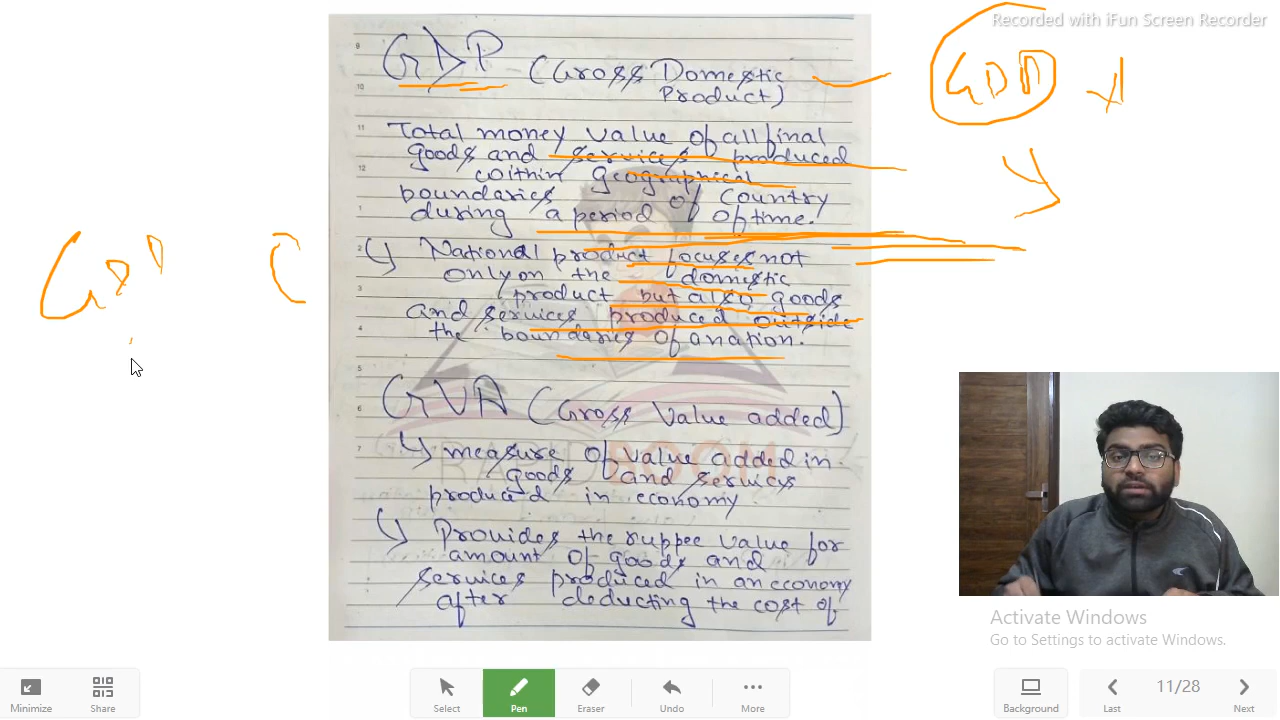 Recorded with iFun Screen Recorder
GDP (Gross Domestic
Product)
GDP
Total money value of all final
goods and services produced
within geographical
boundaries of country
during a period of time.
↳ National product focuses not
only on the domestic
product but also goods
and services produced outside
the boundaries of a nation.
GDP
GVA (Gross Value added)
↳ measure of value added in
goods and services
produced in economy
↳ Provides the ruppee value for
amount of goods and
services produced in an economy
after deducting the cost of
RAPIDBOOM
Activate Windows
Go to Settings to activate Windows.
Minimize
Share
Select
Pen
Eraser
Undo
More
Background
Last
11/28
Next